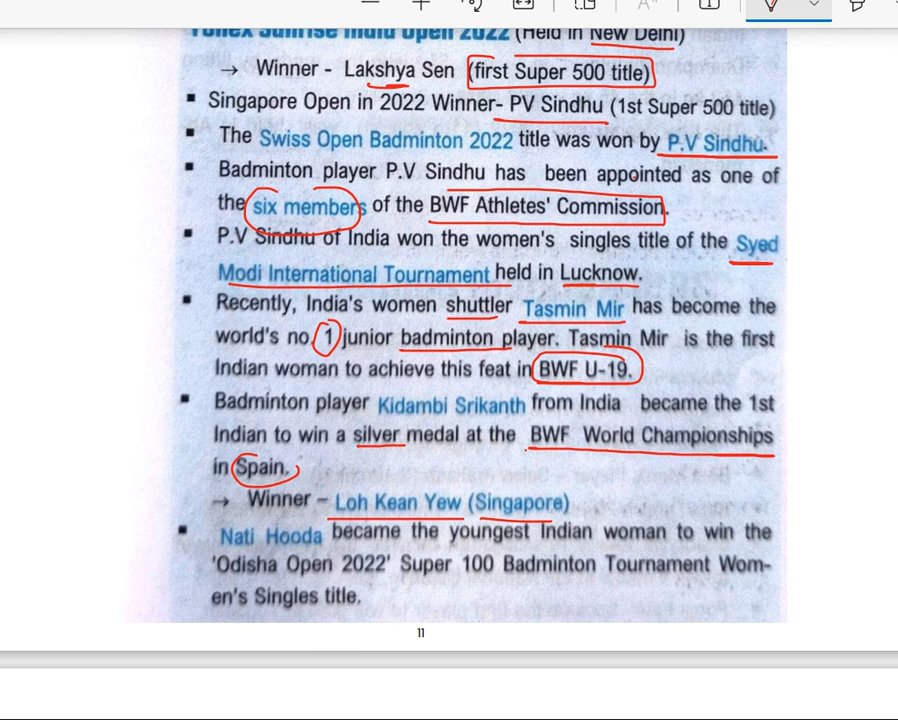 Yonex Sunrise India Open 2022 (Held in New Delhi)
→ Winner - Lakshya Sen (first Super 500 title)
▪ Singapore Open in 2022 Winner- PV Sindhu (1st Super 500 title)
▪ The Swiss Open Badminton 2022 title was won by P.V Sindhu.
▪ Badminton player P.V Sindhu has been appointed as one of
the six members of the BWF Athletes' Commission.
▪ P.V Sindhu of India won the women's singles title of the Syed
Modi International Tournament held in Lucknow.
▪ Recently, India's women shuttler Tasmin Mir has become the
world's no. 1 junior badminton player. Tasmin Mir is the first
Indian woman to achieve this feat in BWF U-19.
▪ Badminton player Kidambi Srikanth from India became the 1st
Indian to win a silver medal at the BWF World Championships
in Spain.
→ Winner – Loh Kean Yew (Singapore)
▪ Nati Hooda became the youngest Indian woman to win the
'Odisha Open 2022' Super 100 Badminton Tournament Wom-
en's Singles title.
11